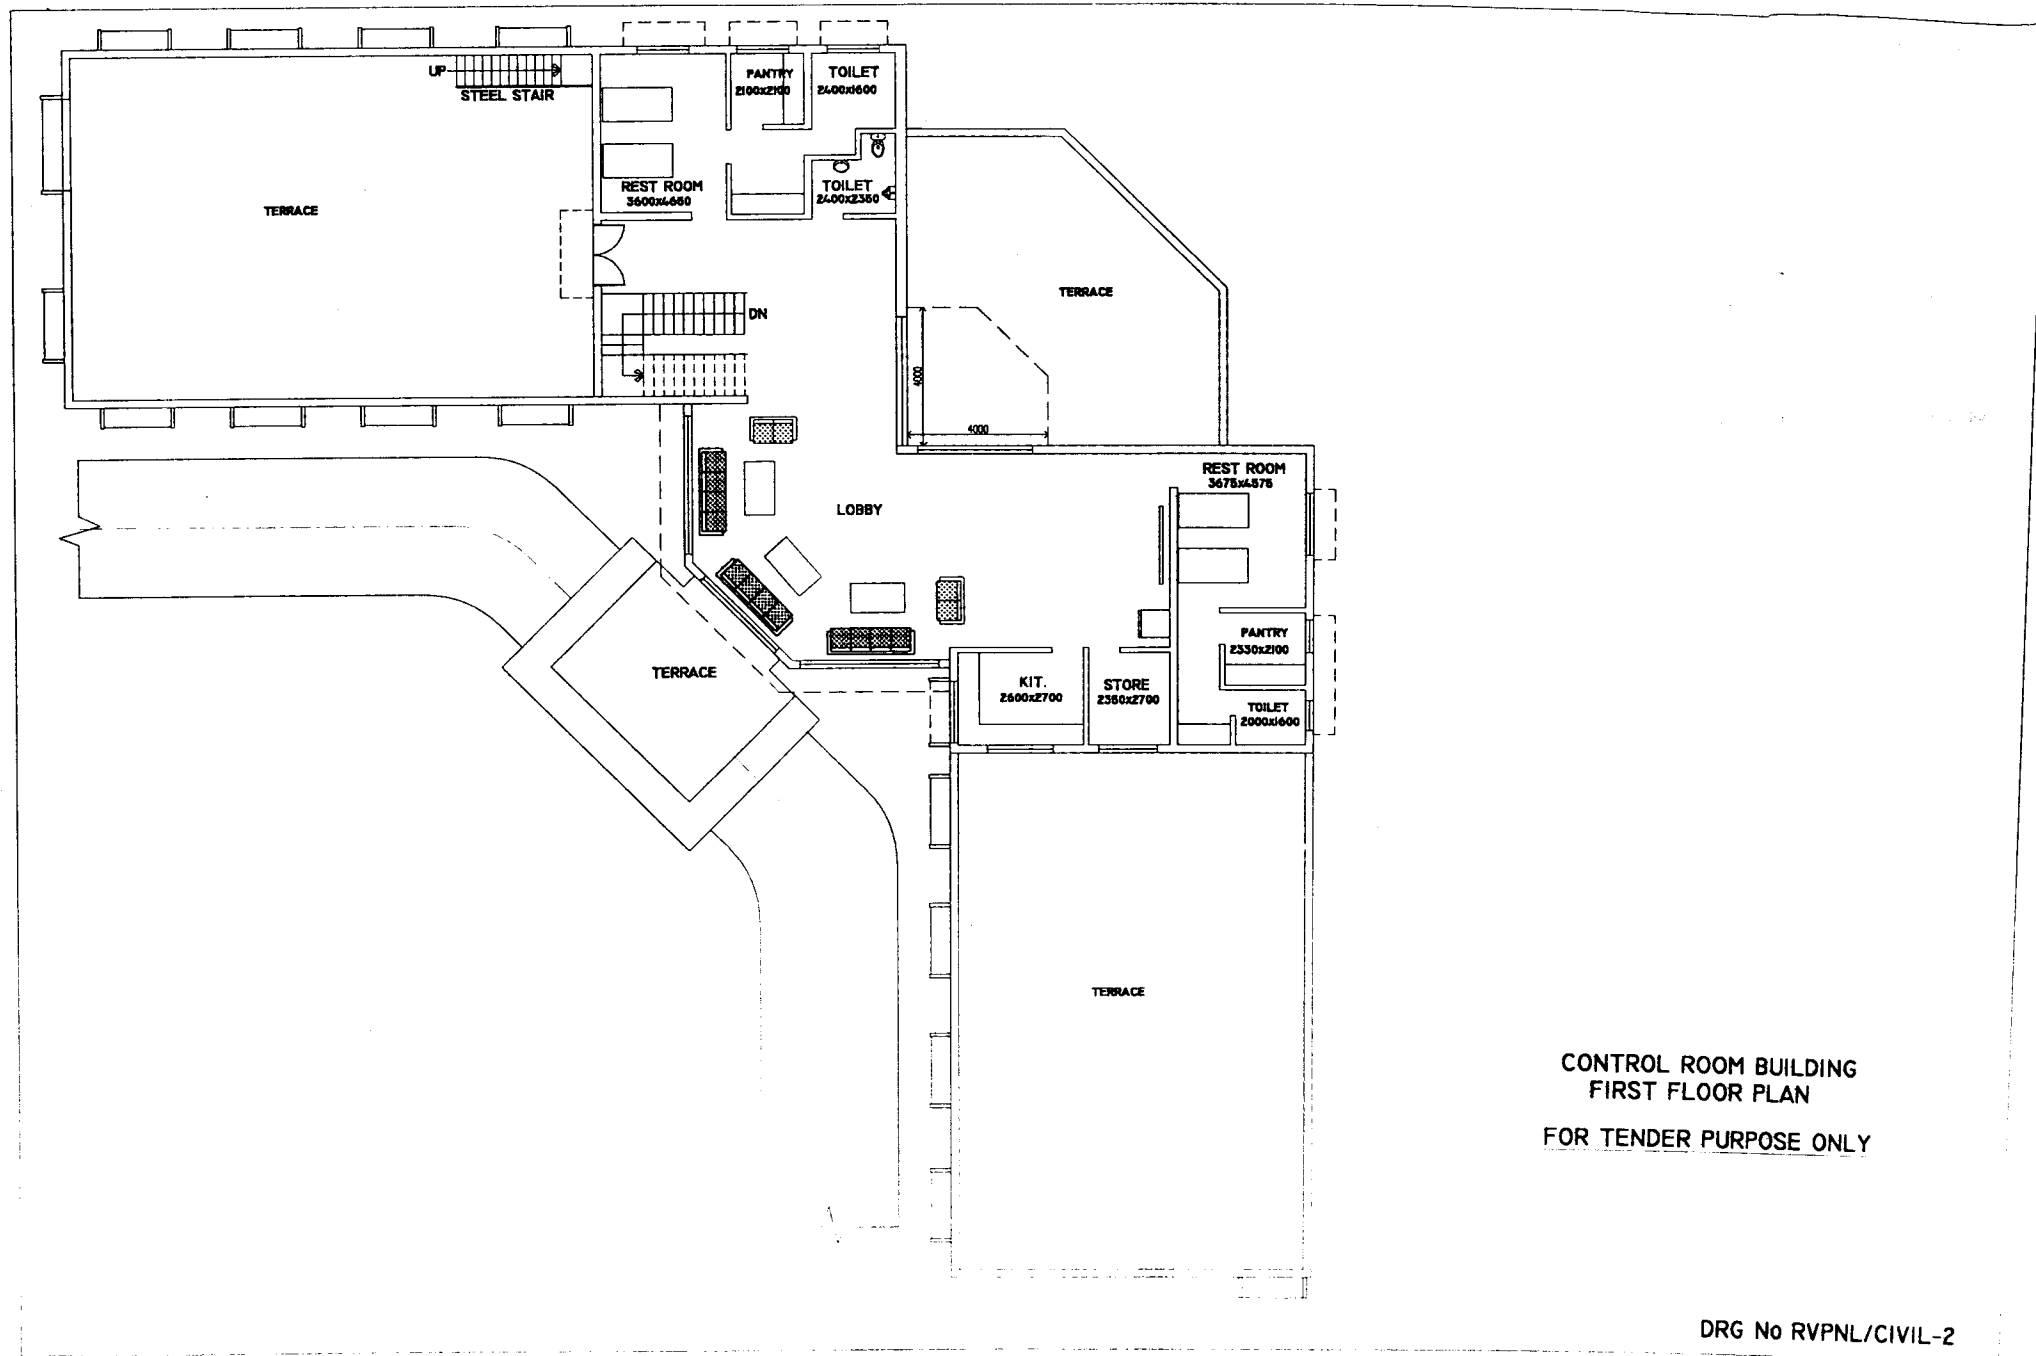 UP
STEEL STAIR
PANTRY
2100x2100
TOILET
2400x1600
TERRACE
REST ROOM
3600x4650
TOILET
2400x2350
TERRACE
DN
4000
4000
REST ROOM
3675x4575
LOBBY
PANTRY
2330x2100
TERRACE
KIT.
2600x2700
STORE
2350x2700
TOILET
2000x1600
TERRACE
CONTROL ROOM BUILDING
FIRST FLOOR PLAN
FOR TENDER PURPOSE ONLY
DRG No RVPNL/CIVIL-2